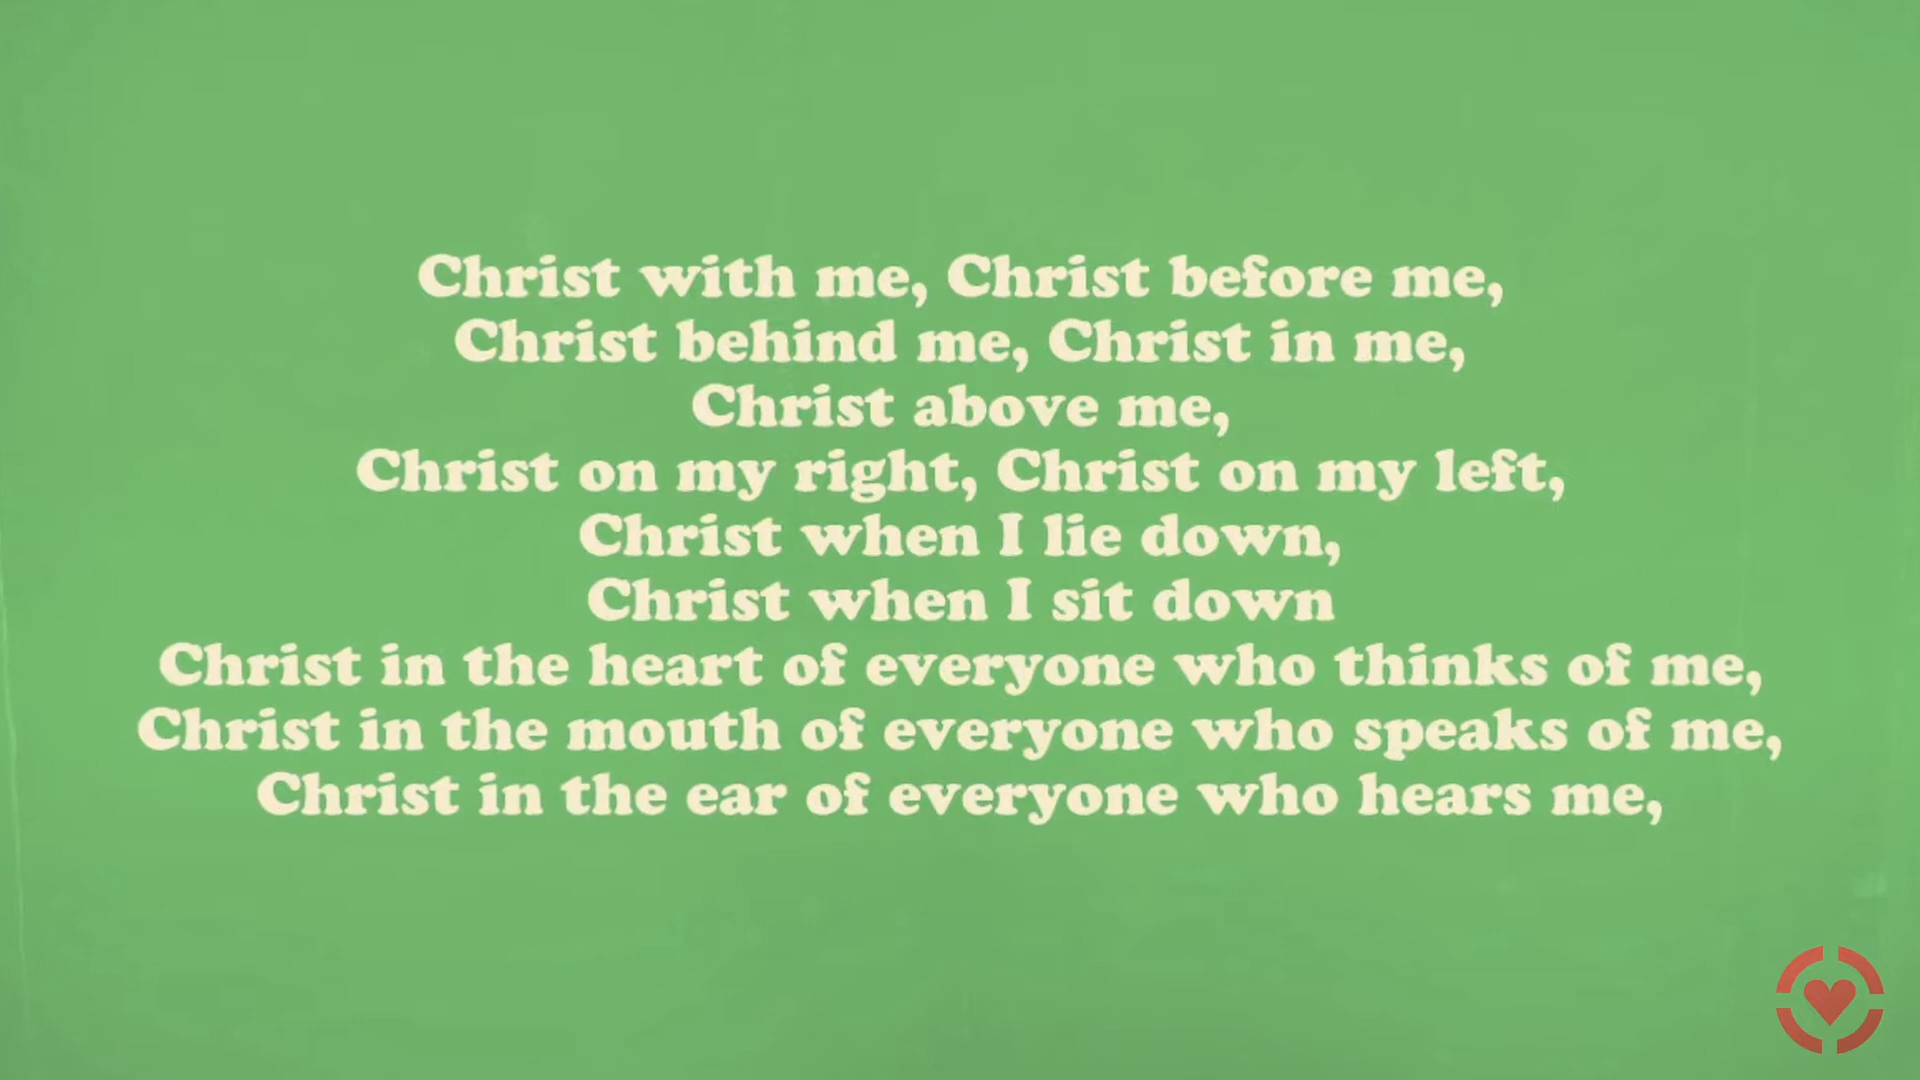 Christ with me, Christ before me,
Christ behind me, Christ in me,
Christ above me,
Christ on my right, Christ on my left,
Christ when I lie down,
Christ when I sit down
Christ in the heart of everyone who thinks of me,
Christ in the mouth of everyone who speaks of me,
Christ in the ear of everyone who hears me,